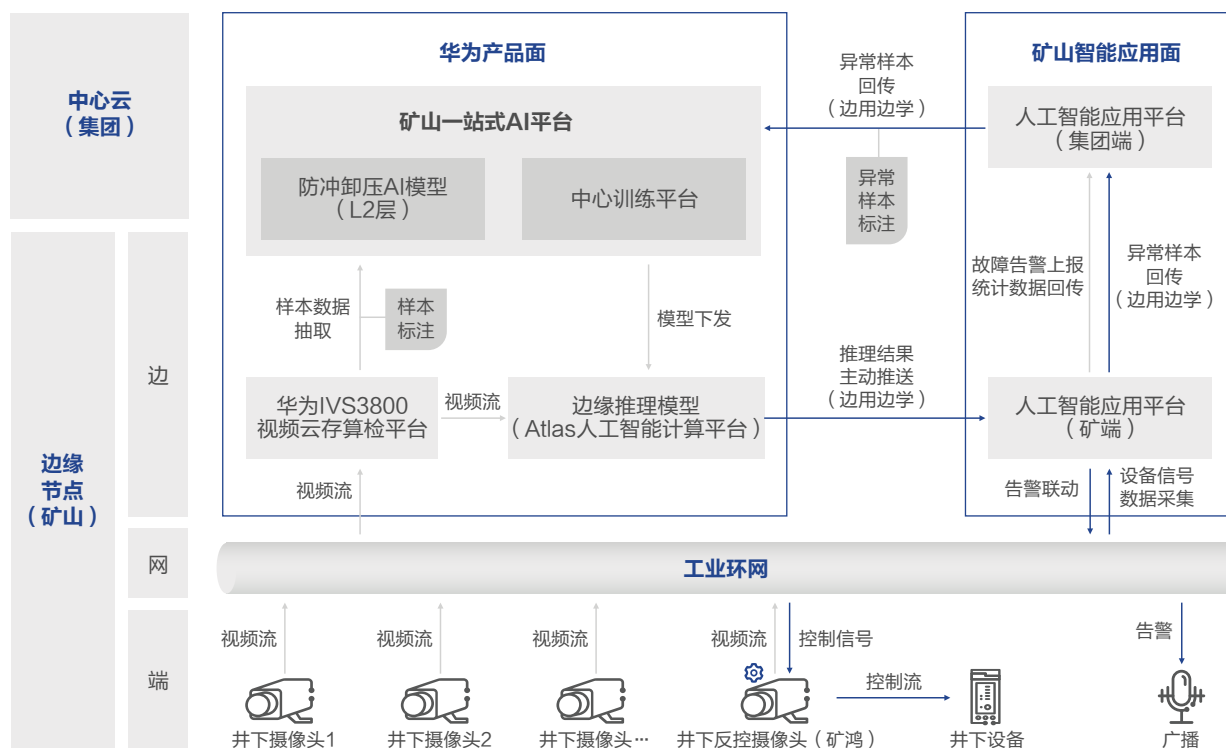 中心云
（集团）
边缘
节点
（矿山）
边
网
端
华为产品面
矿山一站式AI平台
防冲卸压AI模型
（L2层）
中心训练平台
样本数据
抽取
样本
标注
模型下发
华为IVS3800
视频云存算检平台
视频流
边缘推理模型
（Atlas人工智能计算平台）
视频流
异常样本
回传
（边用边学）
异常
样本
标注
推理结果
主动推送
（边用边学）
矿山智能应用面
人工智能应用平台
（集团端）
故障告警上报
统计数据回传
异常样本
回传
（边用边学）
人工智能应用平台
（矿端）
告警联动
设备信号
数据采集
工业环网
视频流
视频流
视频流
视频流
控制信号
告警
控制流
井下摄像头1
井下摄像头2
井下摄像头…
井下反控摄像头（矿鸿）
井下设备
广播